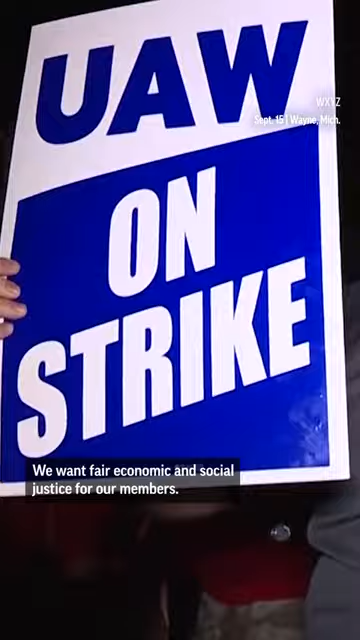 UAW
WXYZ
Sept. 15 | Wayne, Mich.
ON
STRIKE
We want fair economic and social
justice for our members.